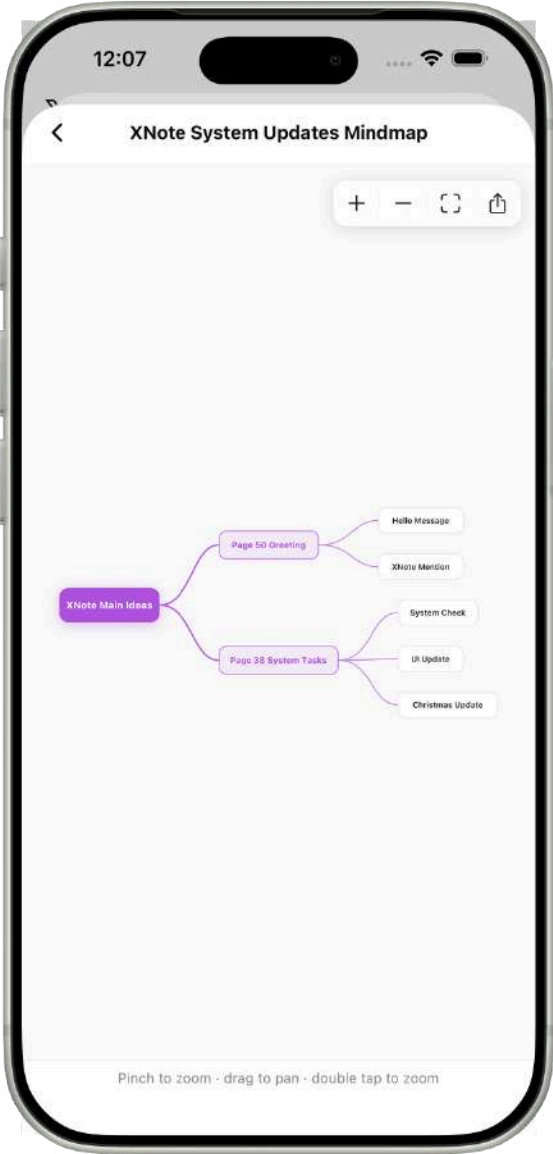 12:07
XNote System Updates Mindmap
Hello Message
Page 50 Greeting
XNote Mention
XNote Main Ideas
System Check
Page 38 System Tasks
UI Update
Christmas Update
Pinch to zoom · drag to pan · double tap to zoom